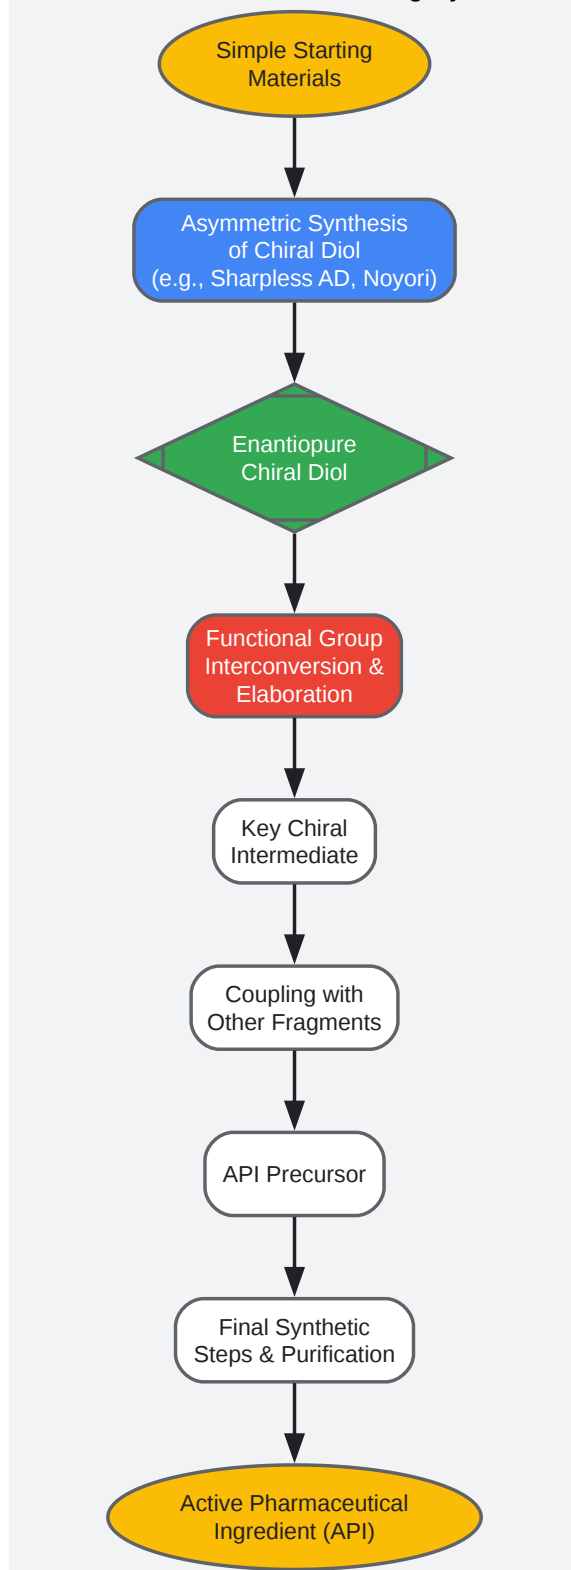 Simple Starting
Materials
Asymmetric Synthesis
of Chiral Diol
(e.g., Sharpless AD, Noyori)
Enantiopure
Chiral Diol
Functional Group
Interconversion &
Elaboration
Key Chiral
Intermediate
Coupling with
Other Fragments
API Precursor
Final Synthetic
Steps & Purification
Active Pharmaceutical
Ingredient (API)